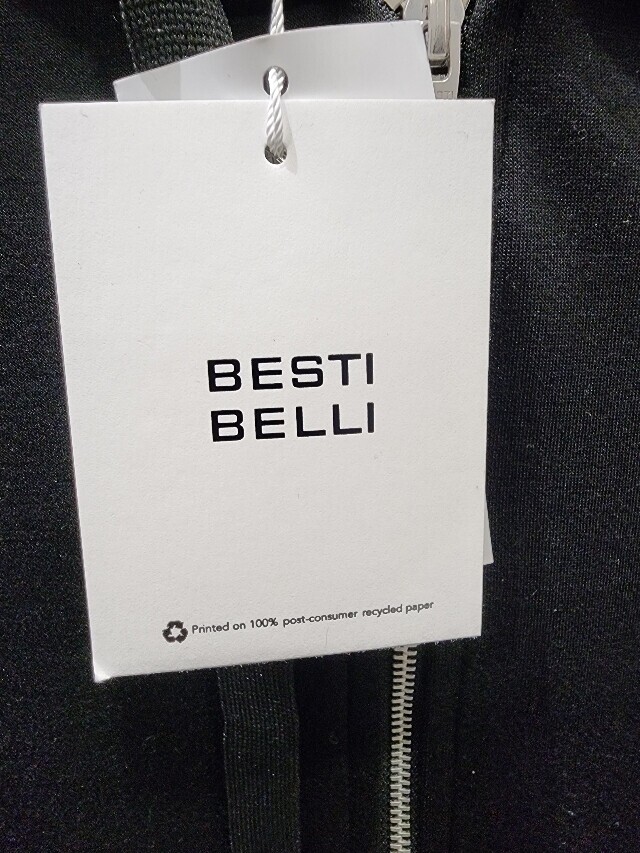 BESTI
BELLI
Printed on 100% post-consumer recycled paper